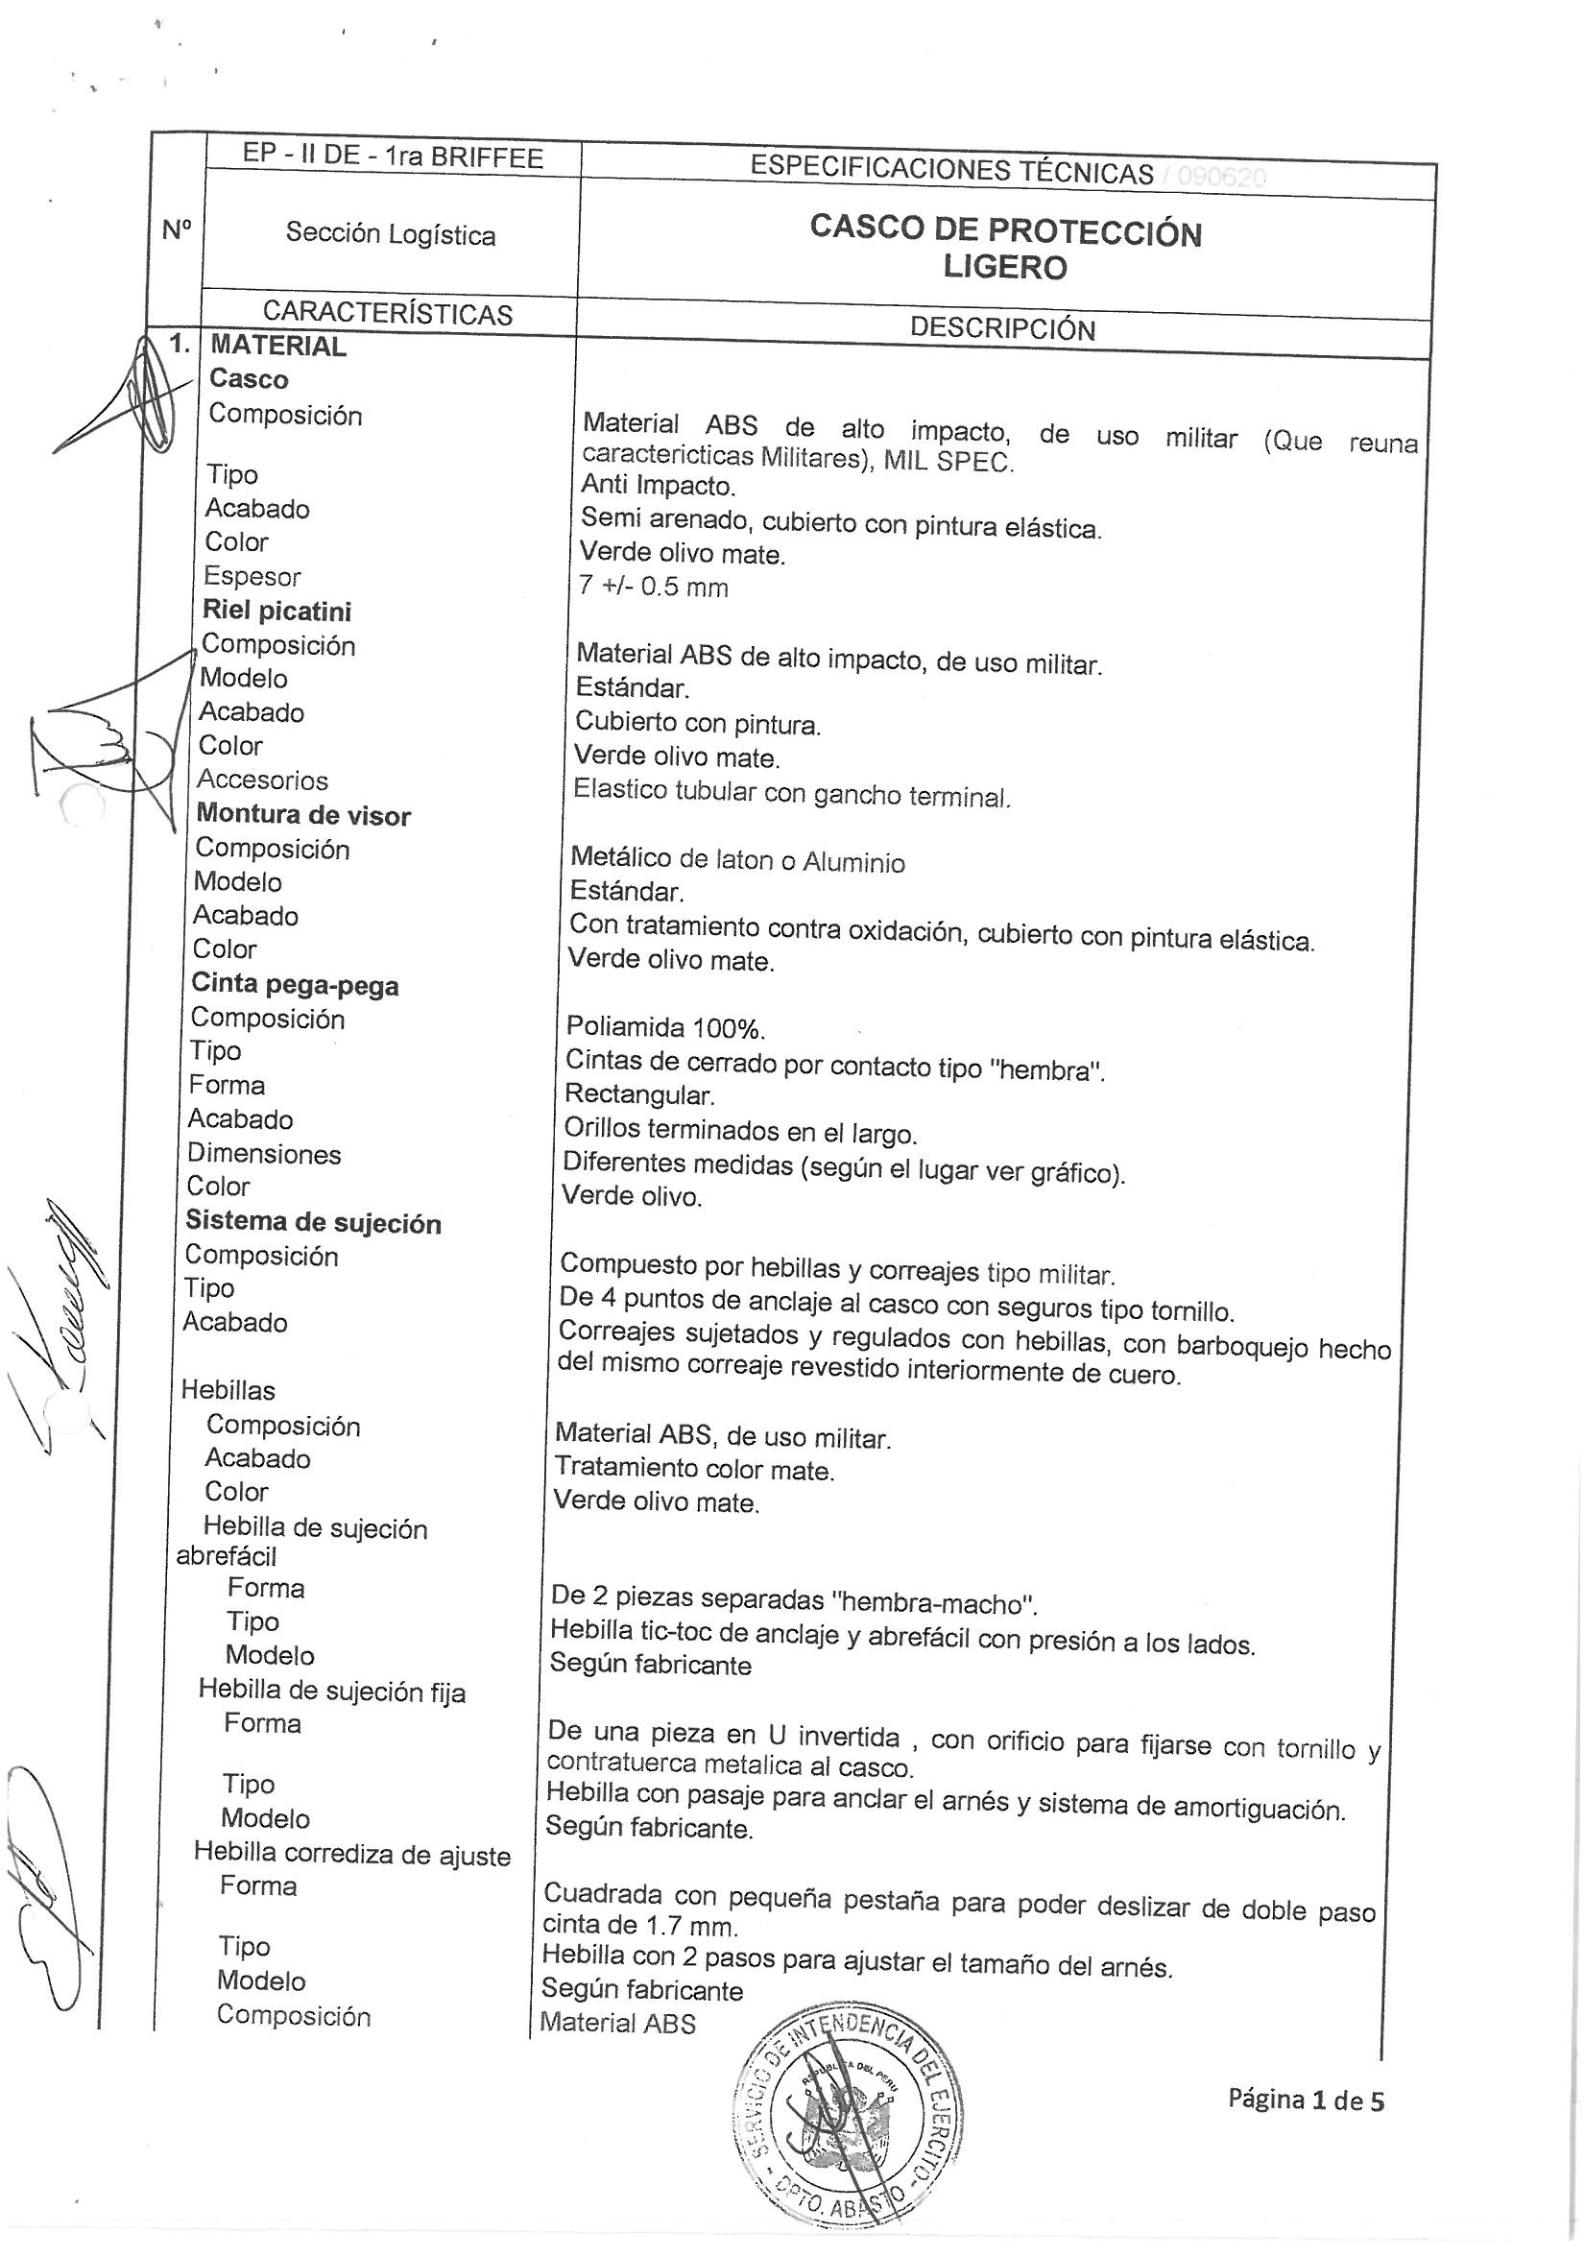 EP - II DE - 1ra BRIFFEE
ESPECIFICACIONES TÉCNICAS / 090620
Nº
Sección Logística
CASCO DE PROTECCIÓN
LIGERO
CARACTERÍSTICAS
DESCRIPCIÓN
1. MATERIAL
Casco
Composición
Material ABS de alto impacto, de uso militar (Que reuna
caractericticas Militares), MIL SPEC.
Tipo
Anti Impacto.
Acabado
Semi arenado, cubierto con pintura elástica.
Color
Verde olivo mate.
Espesor
7 +/- 0.5 mm
Riel picatini
Composición
Material ABS de alto impacto, de uso militar.
Modelo
Estándar.
Acabado
Cubierto con pintura.
Color
Verde olivo mate.
Accesorios
Elastico tubular con gancho terminal.
Montura de visor
Composición
Metálico de laton o Aluminio
Modelo
Estándar.
Acabado
Con tratamiento contra oxidación, cubierto con pintura elástica.
Color
Verde olivo mate.
Cinta pega-pega
Composición
Poliamida 100%.
Tipo
Cintas de cerrado por contacto tipo "hembra".
Forma
Rectangular.
Acabado
Orillos terminados en el largo.
Dimensiones
Diferentes medidas (según el lugar ver gráfico).
Color
Verde olivo.
Sistema de sujeción
Composición
Compuesto por hebillas y correajes tipo militar.
Tipo
De 4 puntos de anclaje al casco con seguros tipo tornillo.
Acabado
Correajes sujetados y regulados con hebillas, con barboquejo hecho
del mismo correaje revestido interiormente de cuero.
Hebillas
Composición
Material ABS, de uso militar.
Acabado
Tratamiento color mate.
Color
Verde olivo mate.
Hebilla de sujeción
abrefácil
Forma
De 2 piezas separadas "hembra-macho".
Tipo
Hebilla tic-toc de anclaje y abrefácil con presión a los lados.
Modelo
Según fabricante
Hebilla de sujeción fija
Forma
De una pieza en U invertida , con orificio para fijarse con tornillo y
contratuerca metalica al casco.
Tipo
Hebilla con pasaje para anclar el arnés y sistema de amortiguación.
Modelo
Según fabricante.
Hebilla corrediza de ajuste
Forma
Cuadrada con pequeña pestaña para poder deslizar de doble paso
cinta de 1.7 mm.
Tipo
Hebilla con 2 pasos para ajustar el tamaño del arnés.
Modelo
Según fabricante
Composición
Material ABS
SERVICIO DE INTENDENCIA DEL EJERCITO
REPUBLICA DEL PERU
DPTO. ABASTO
Página 1 de 5